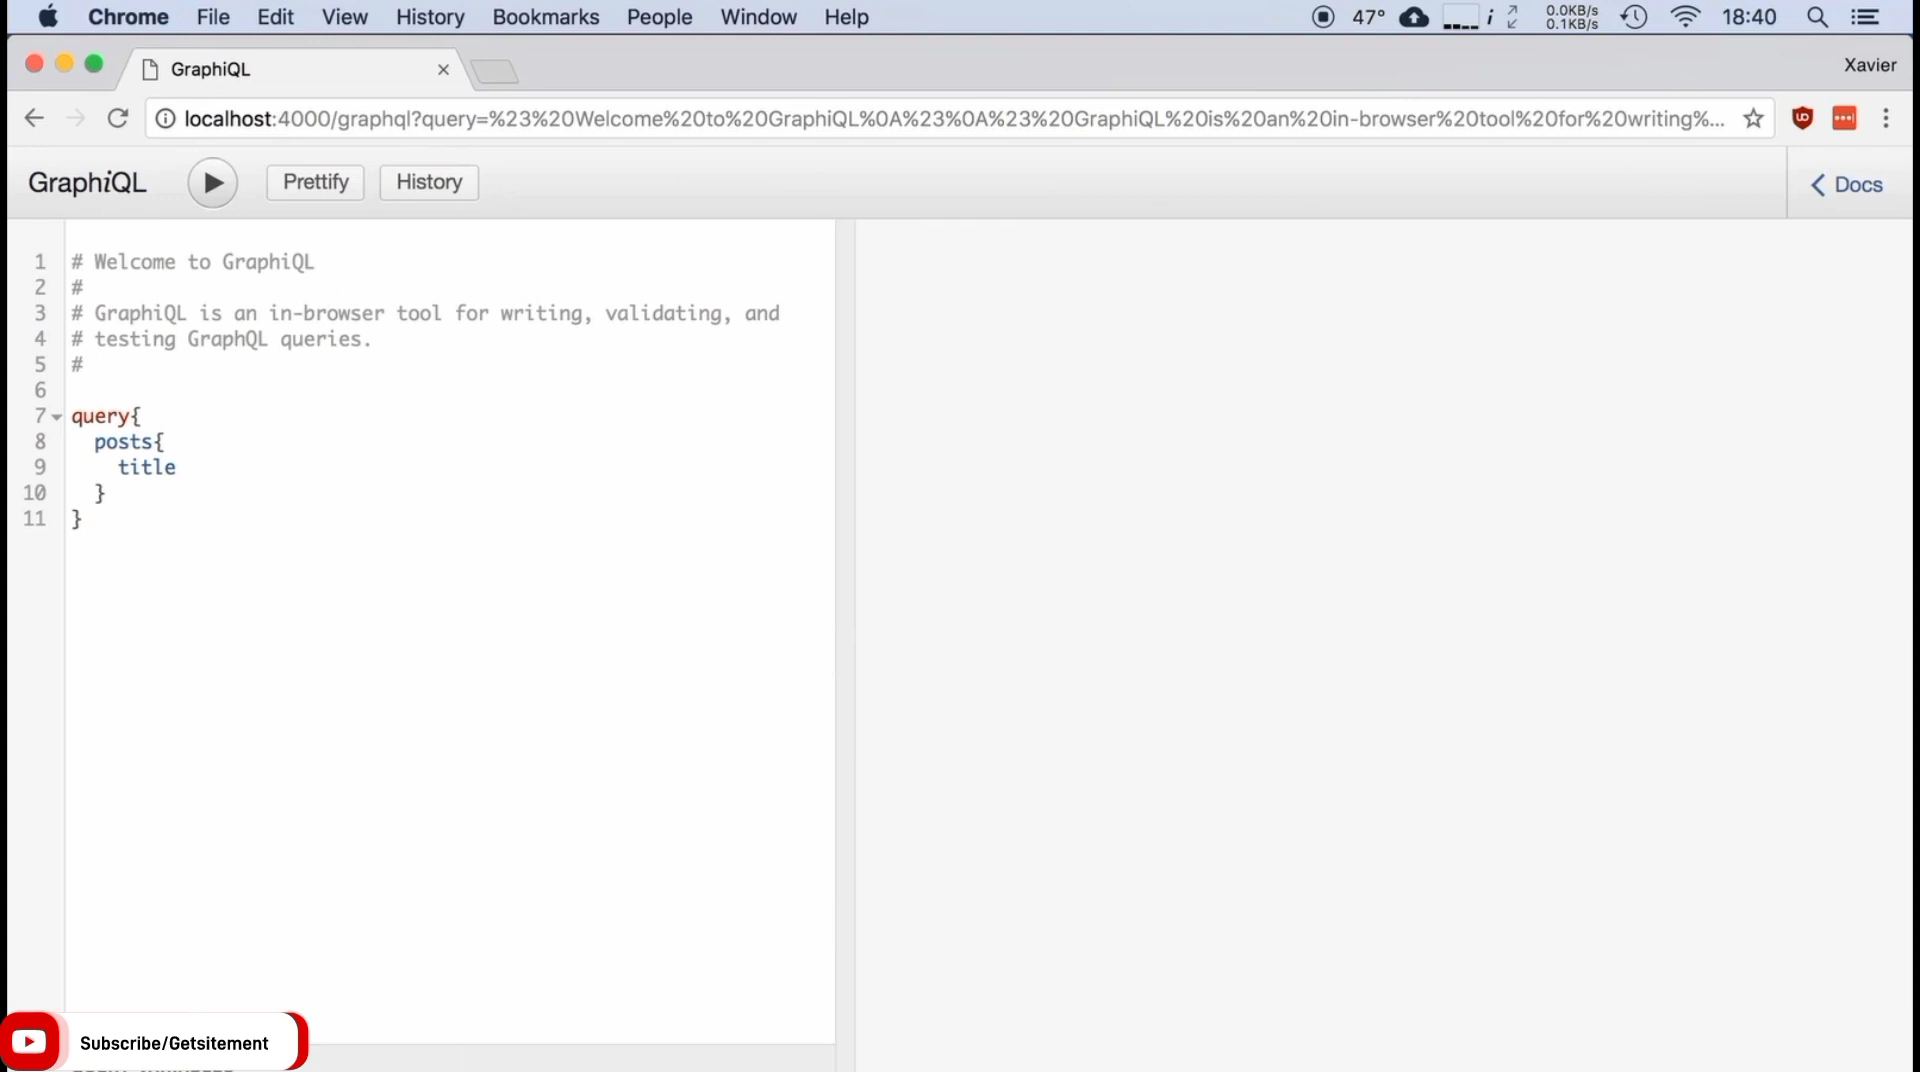 Chrome File Edit View History Bookmarks People Window Help 47° i 0.0KB/s 0.1KB/s 18:40
GraphiQL Xavier
localhost:4000/graphql?query=%23%20Welcome%20to%20GraphiQL%0A%23%0A%23%20GraphiQL%20is%20an%20in-browser%20tool%20for%20writing%...
GraphiQL Prettify History Docs
1 # Welcome to GraphiQL
2 #
3 # GraphiQL is an in-browser tool for writing, validating, and
4 # testing GraphQL queries.
5 #
6
7 query{
8 posts{
9 title
10 }
11 }
Subscribe/Getsitement